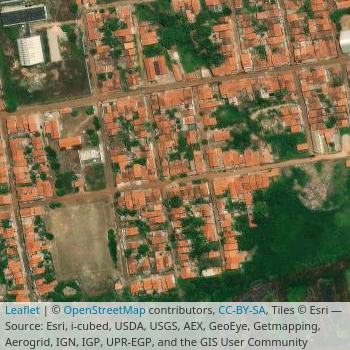 Leaflet | © OpenStreetMap contributors, CC-BY-SA, Tiles © Esri —
Source: Esri, i-cubed, USDA, USGS, AEX, GeoEye, Getmapping,
Aerogrid, IGN, IGP, UPR-EGP, and the GIS User Community